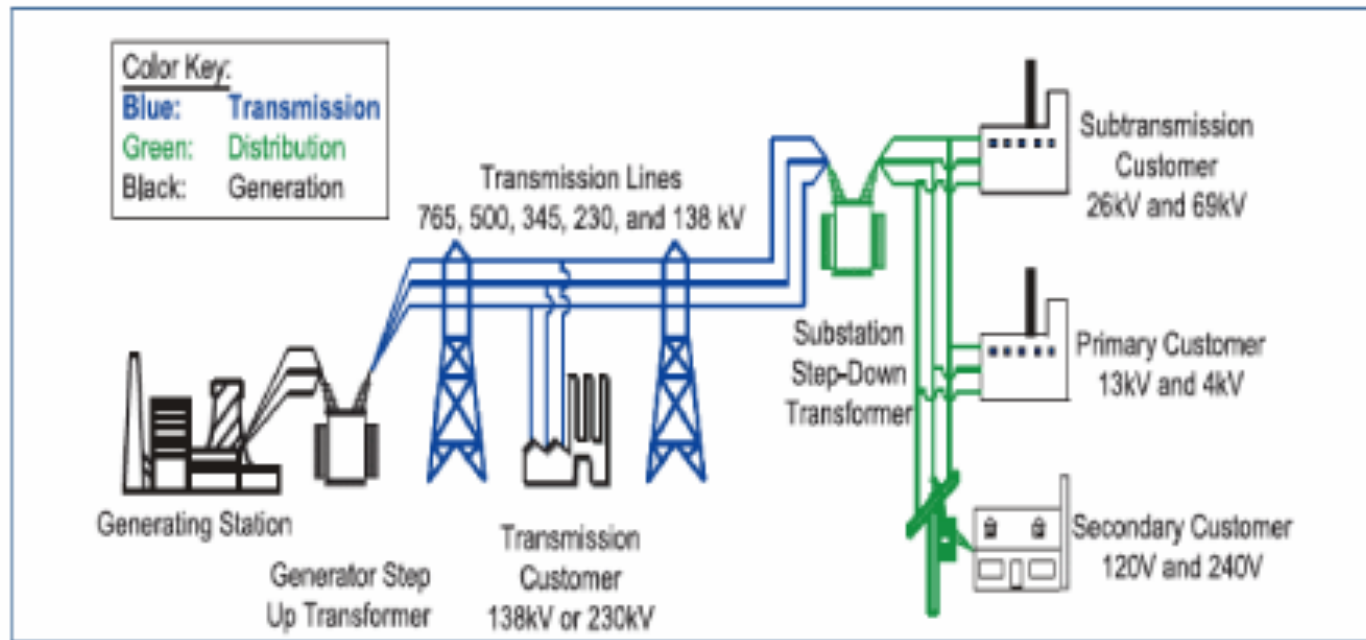 Color Key:
Blue: Transmission
Green: Distribution
Black: Generation
Transmission Lines
765, 500, 345, 230, and 138 kV
Subtransmission
Customer
26kV and 69kV
Substation
Step-Down
Transformer
Primary Customer
13kV and 4kV
Generating Station
Generator Step
Up Transformer
Transmission
Customer
138kV or 230kV
Secondary Customer
120V and 240V